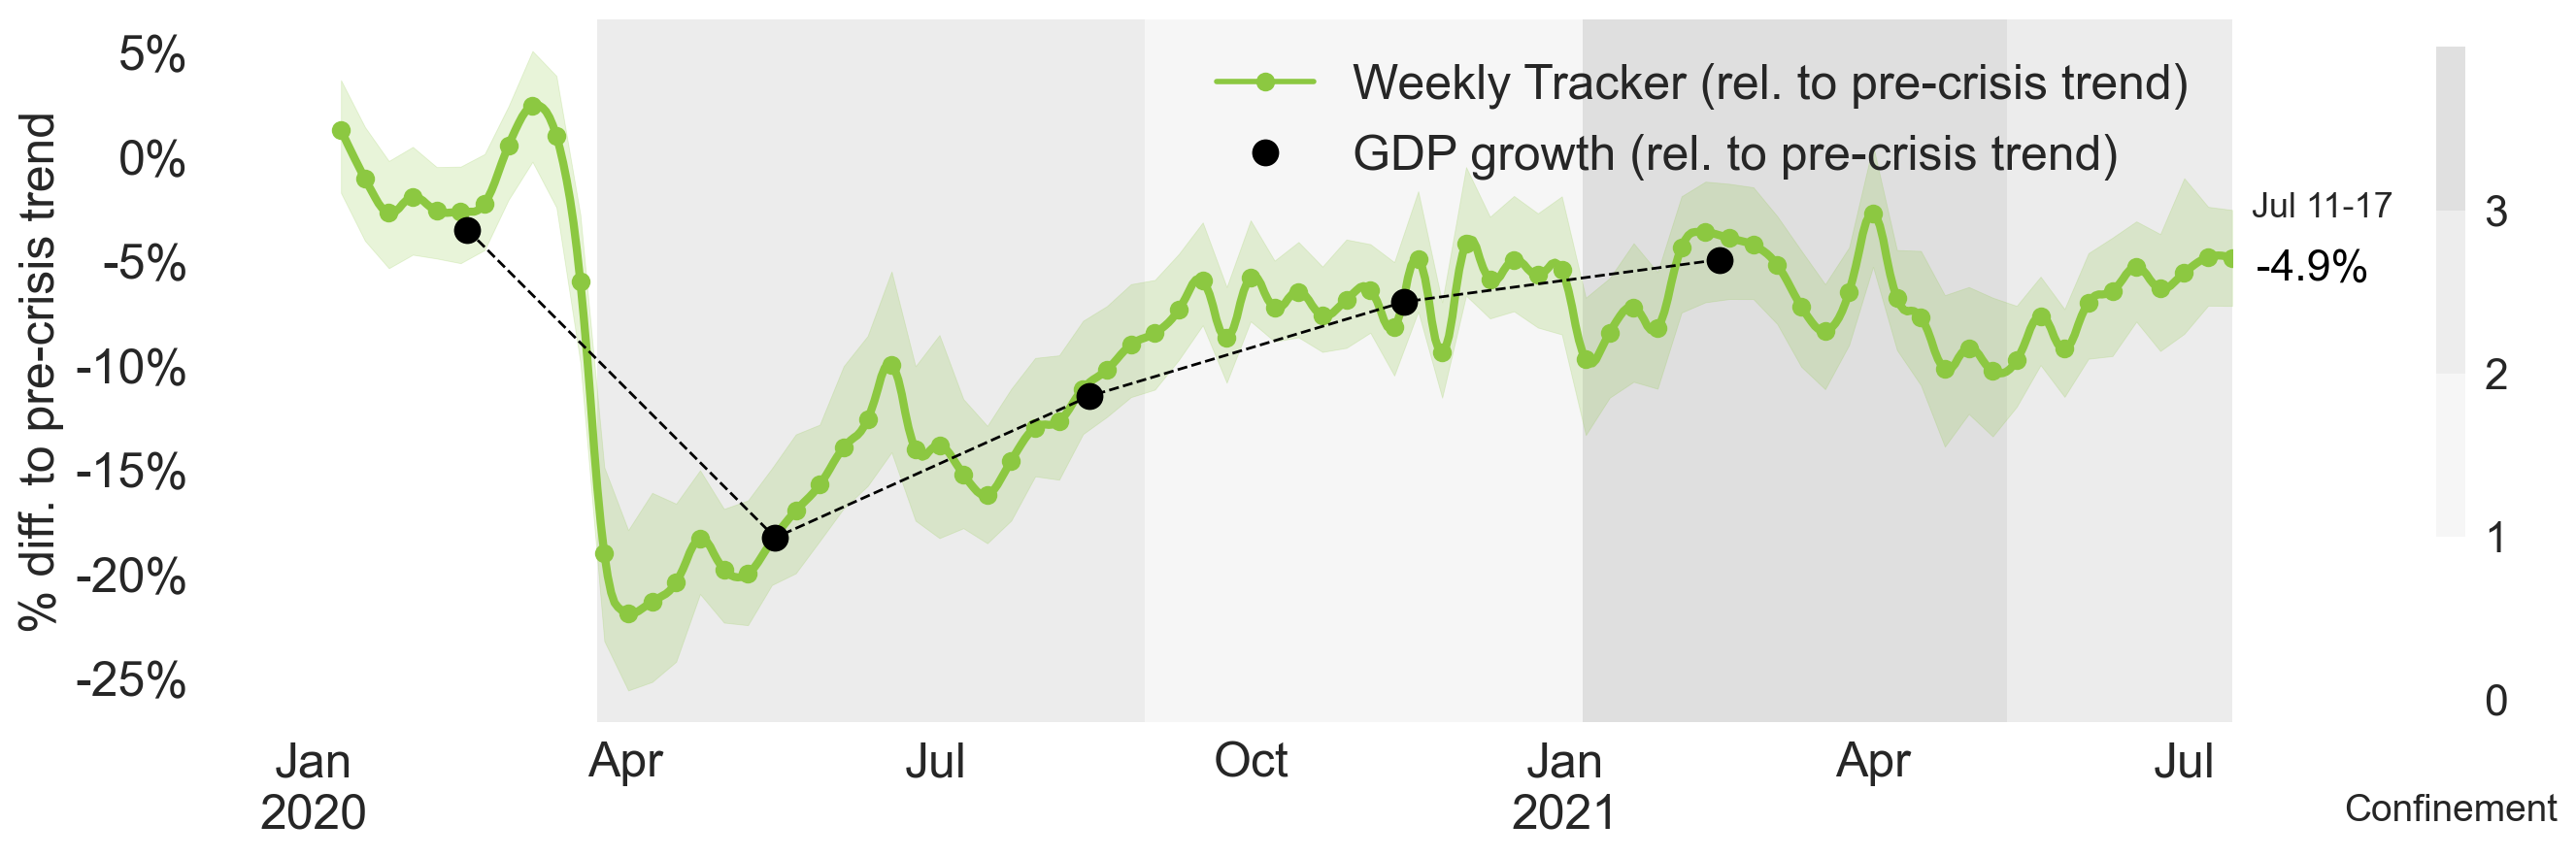 % diff. to pre-crisis trend
5%
0%
-5%
-10%
-15%
-20%
-25%
Weekly Tracker (rel. to pre-crisis trend)
GDP growth (rel. to pre-crisis trend)
Jul 11-17
-4.9%
3
2
1
0
Jan Apr Jul Oct Jan Apr Jul
2020 2021
Confinement